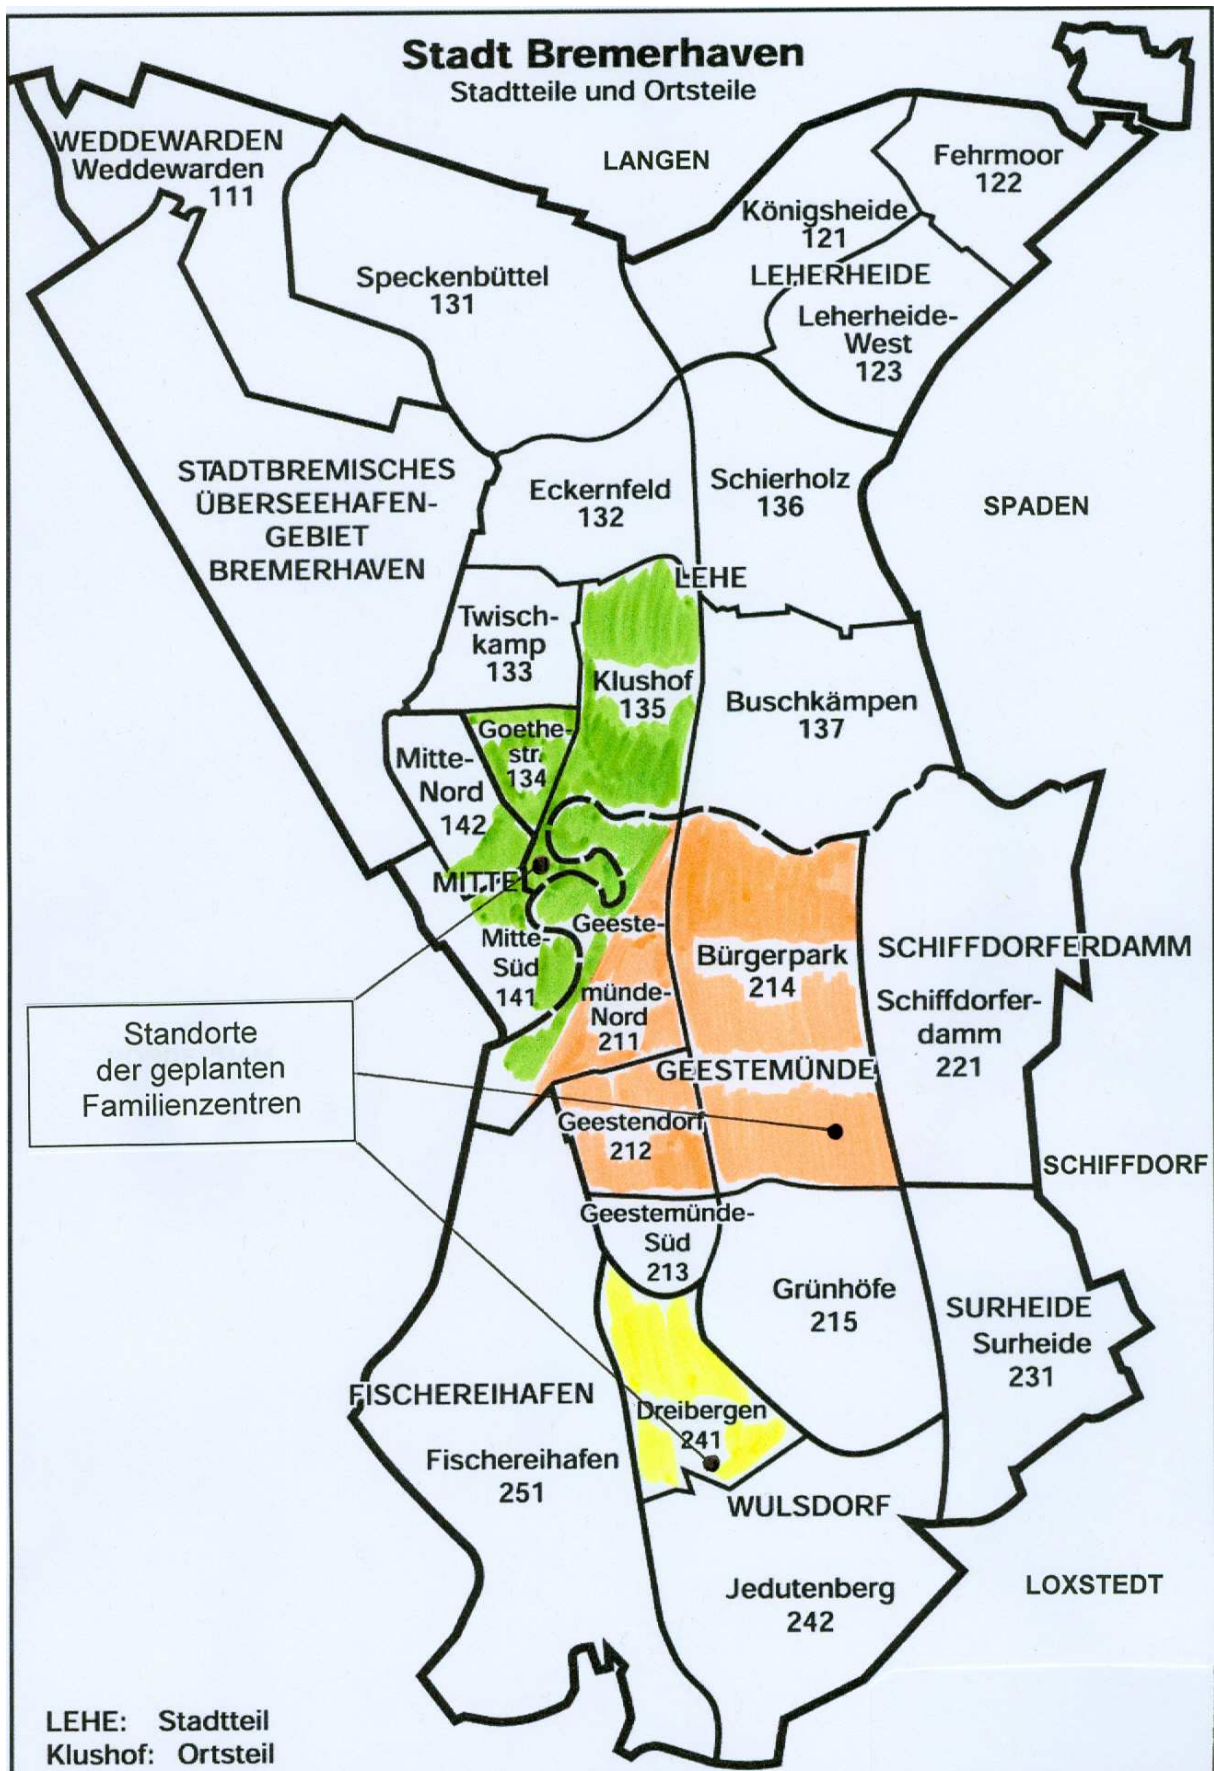 Stadt Bremerhaven
Stadtteile und Ortsteile
WEDDEWARDEN
Weddewarden
111
LANGEN
Fehrmoor
122
Königsheide
121
LEHERHEIDE
Leherheide-
West
123
Speckenbüttel
131
STADTBREMISCHES
ÜBERSEEHAFEN-
GEBIET
BREMERHAVEN
Eckernfeld
132
Schierholz
136
SPADEN
LEHE
Twisch-
kamp
133
Klushof
135
Buschkämpen
137
Goethe-
str.
134
Mitte-
Nord
142
MITTE
Mitte-
Süd
141
Geeste-
münde-
Nord
211
Bürgerpark
214
SCHIFFDORFERDAMM
Schiffdorfer-
damm
221
Standorte
der geplanten
Familienzentren
GEESTEMÜNDE
Geestendorf
212
SCHIFFDORF
Geestemünde-
Süd
213
Grünhöfe
215
SURHEIDE
Surheide
231
FISCHEREIHAFEN
Fischereihafen
251
Dreibergen
241
WULSDORF
Jedutenberg
242
LOXSTEDT
LEHE: Stadtteil
Klushof: Ortsteil